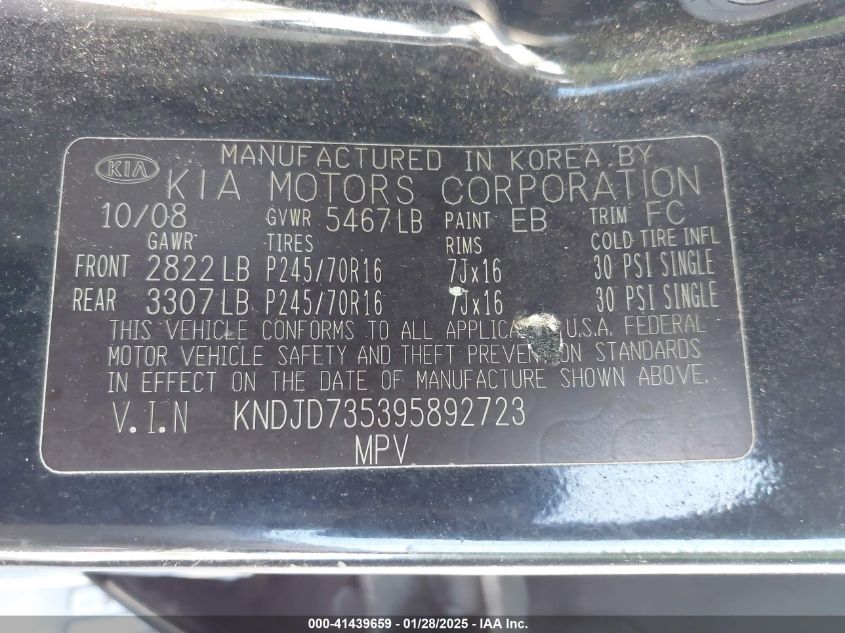 KIA
MANUFACTURED IN KOREA BY
KIA MOTORS CORPORATION
10/08 GVWR 5467LB PAINT EB TRIM FC
GAWR TIRES RIMS COLD TIRE INFL
FRONT 2822LB P245/70R16 7Jx16 30 PSI SINGLE
REAR 3307LB P245/70R16 7Jx16 30 PSI SINGLE
THIS VEHICLE CONFORMS TO ALL U.S.A. FEDERAL
MOTOR VEHICLE SAFETY AND THEFT PREVENTION STANDARDS
IN EFFECT ON THE DATE OF MANUFACTURE SHOWN ABOVE.
V.I.N KNDJD735395892723
MPV
000-41439659 | 01/28/2025 - IAA Inc.